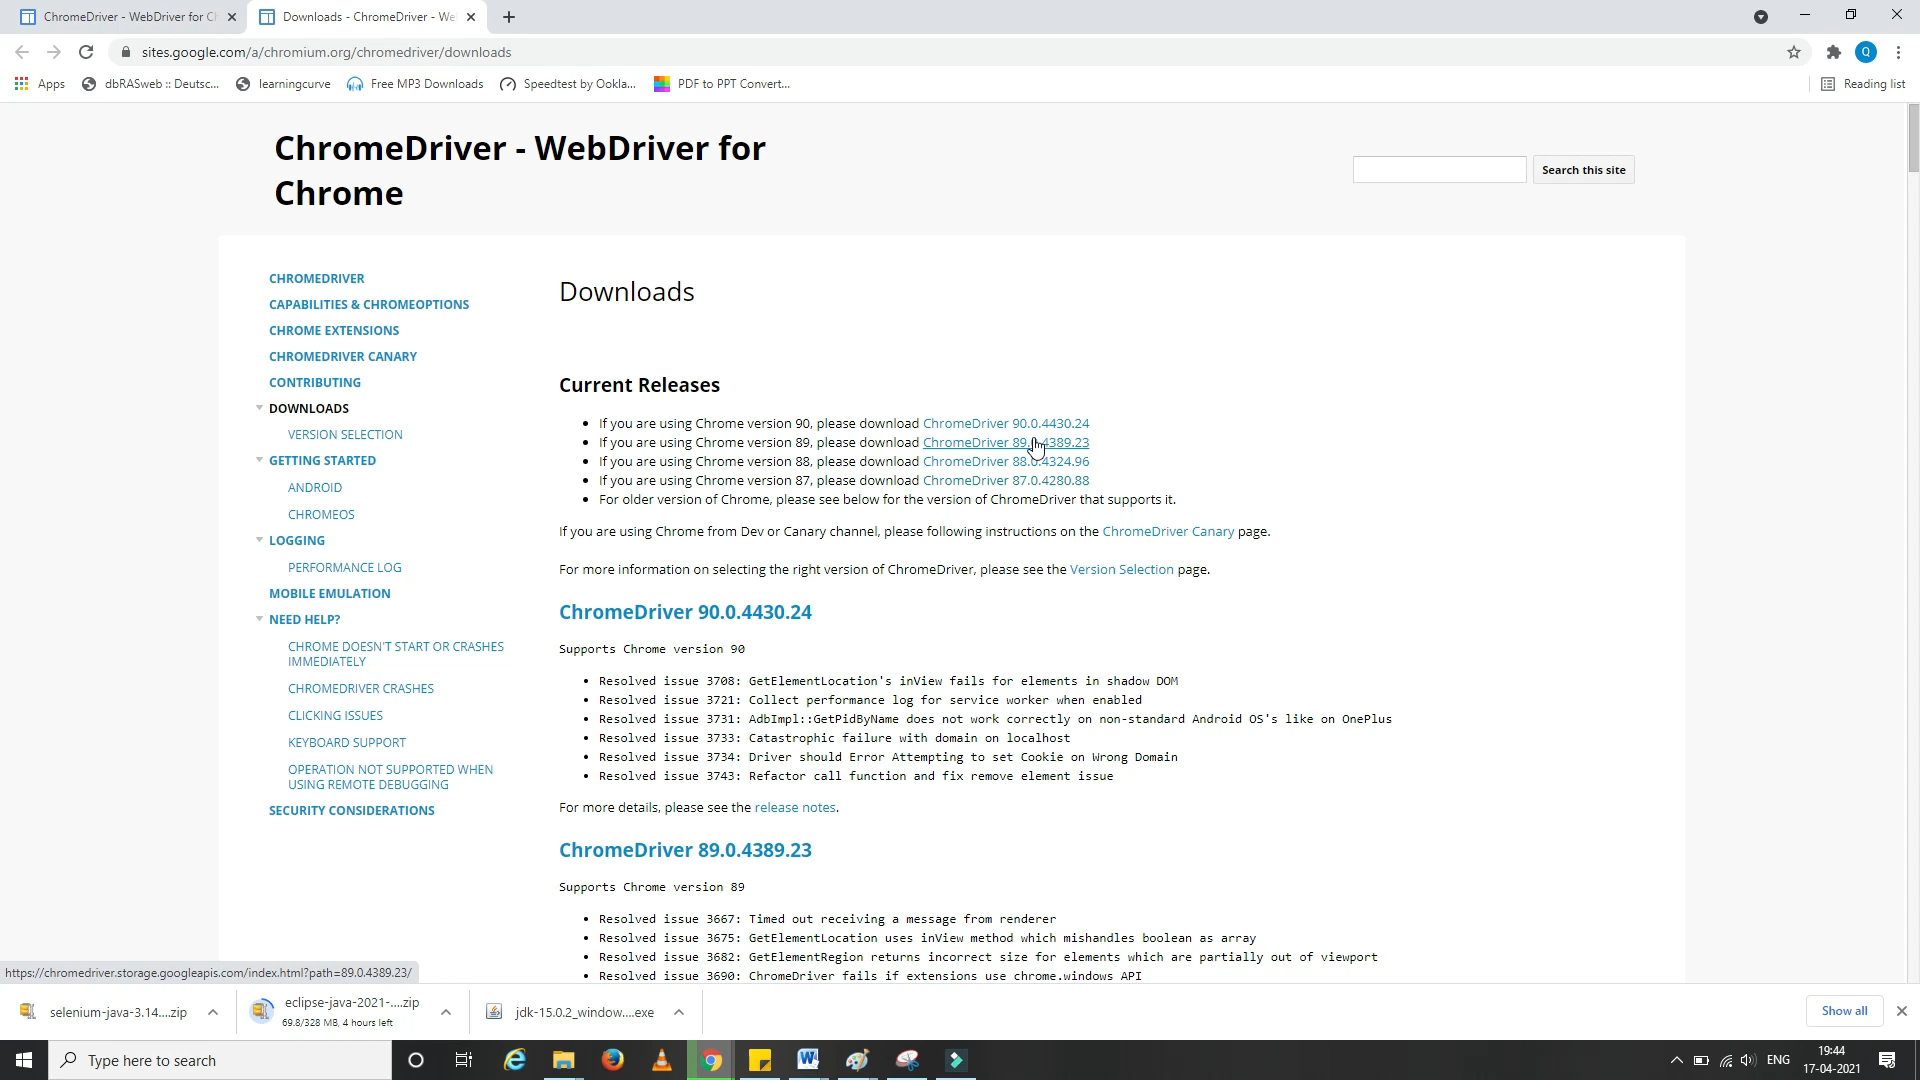 ChromeDriver - WebDriver for Ch
Downloads - ChromeDriver - We
sites.google.com/a/chromium.org/chromedriver/downloads
Q
Apps
dbRASweb :: Deutsc...
learningcurve
Free MP3 Downloads
Speedtest by Ookla...
PDF to PPT Convert...
Reading list
ChromeDriver - WebDriver for
Chrome
Search this site
CHROMEDRIVER
CAPABILITIES & CHROMEOPTIONS
CHROME EXTENSIONS
CHROMEDRIVER CANARY
CONTRIBUTING
DOWNLOADS
VERSION SELECTION
GETTING STARTED
ANDROID
CHROMEOS
LOGGING
PERFORMANCE LOG
MOBILE EMULATION
NEED HELP?
CHROME DOESN'T START OR CRASHES
IMMEDIATELY
CHROMEDRIVER CRASHES
CLICKING ISSUES
KEYBOARD SUPPORT
OPERATION NOT SUPPORTED WHEN
USING REMOTE DEBUGGING
SECURITY CONSIDERATIONS
Downloads
Current Releases
If you are using Chrome version 90, please download ChromeDriver 90.0.4430.24
If you are using Chrome version 89, please download ChromeDriver 89.0.4389.23
If you are using Chrome version 88, please download ChromeDriver 88.0.4324.96
If you are using Chrome version 87, please download ChromeDriver 87.0.4280.88
For older version of Chrome, please see below for the version of ChromeDriver that supports it.
If you are using Chrome from Dev or Canary channel, please following instructions on the ChromeDriver Canary page.
For more information on selecting the right version of ChromeDriver, please see the Version Selection page.
ChromeDriver 90.0.4430.24
Supports Chrome version 90
Resolved issue 3708: GetElementLocation's inView fails for elements in shadow DOM
Resolved issue 3721: Collect performance log for service worker when enabled
Resolved issue 3731: AdbImpl::GetPidByName does not work correctly on non-standard Android OS's like on OnePlus
Resolved issue 3733: Catastrophic failure with domain on localhost
Resolved issue 3734: Driver should Error Attempting to set Cookie on Wrong Domain
Resolved issue 3743: Refactor call function and fix remove element issue
For more details, please see the release notes.
ChromeDriver 89.0.4389.23
Supports Chrome version 89
Resolved issue 3667: Timed out receiving a message from renderer
Resolved issue 3675: GetElementLocation uses inView method which mishandles boolean as array
Resolved issue 3682: GetElementRegion returns incorrect size for elements which are partially out of viewport
Resolved issue 3690: ChromeDriver fails if extensions use chrome.windows API
https://chromedriver.storage.googleapis.com/index.html?path=89.0.4389.23/
selenium-java-3.14....zip
eclipse-java-2021-....zip
69.8/328 MB, 4 hours left
jdk-15.0.2_window....exe
Show all
Type here to search
ENG
19:44
17-04-2021